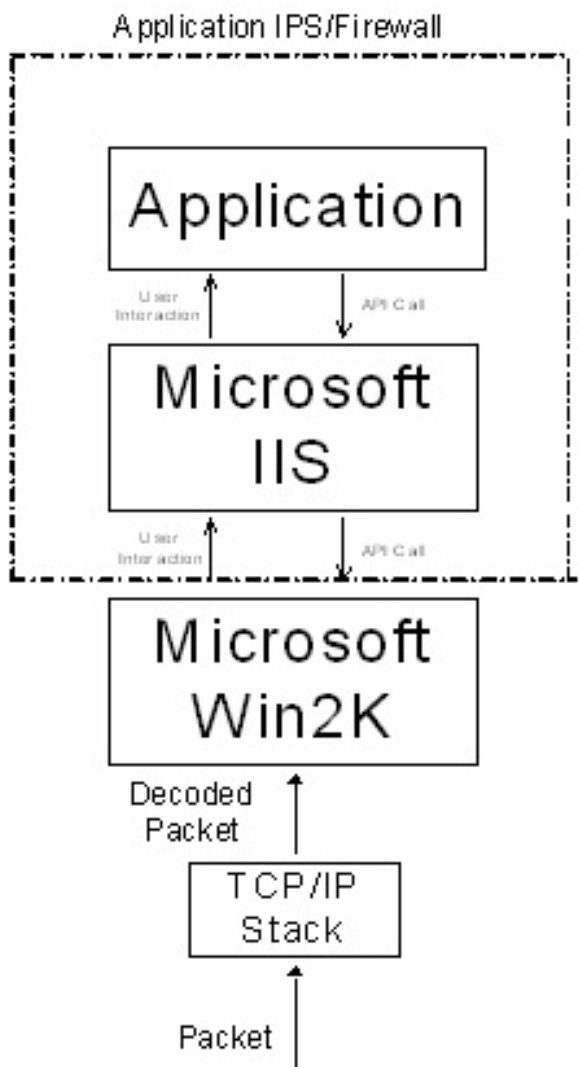 Application IPS/Firewall
Application
User
Interaction
API Call
Microsoft
IIS
User
Interaction
API Call
Microsoft
Win2K
Decoded
Packet
TCP/IP
Stack
Packet